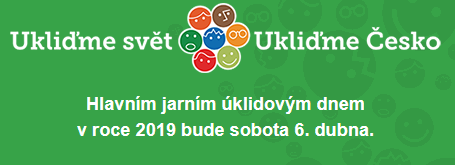 Ukliďme svět Ukliďme Česko
Hlavním jarním úklidovým dnem
v roce 2019 bude sobota 6. dubna.